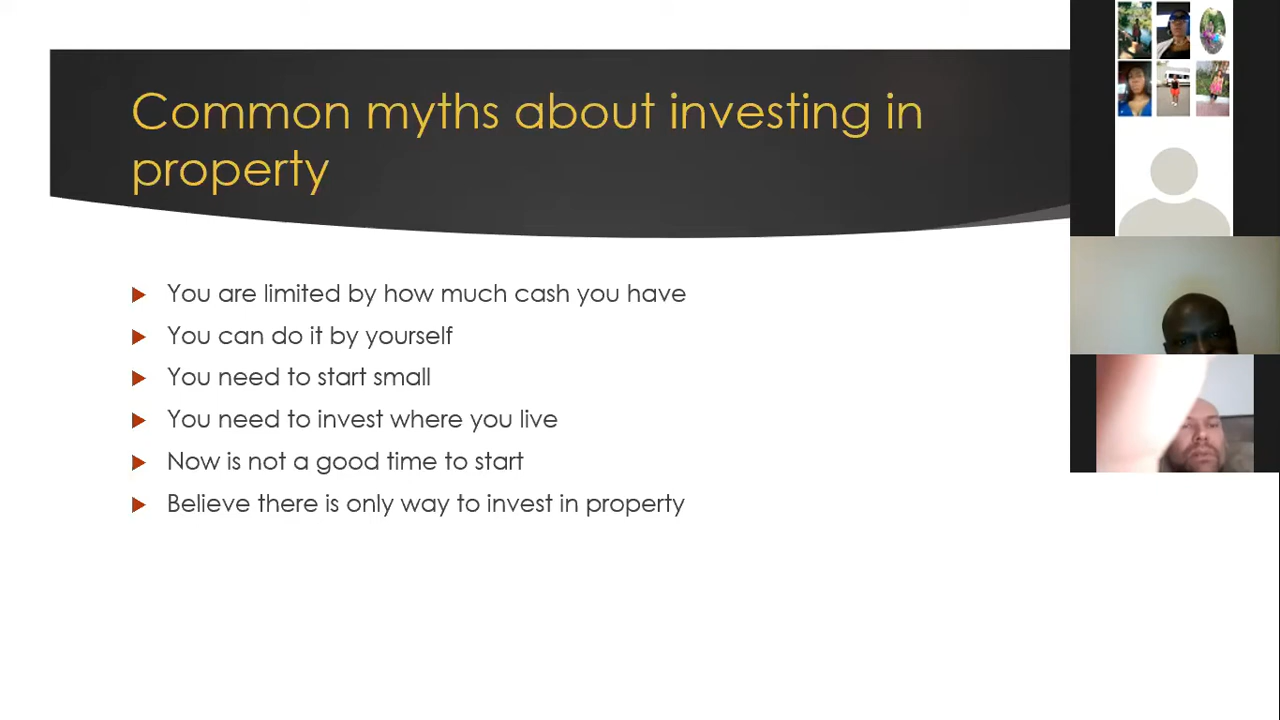 Common myths about investing in
property
You are limited by how much cash you have
You can do it by yourself
You need to start small
You need to invest where you live
Now is not a good time to start
Believe there is only way to invest in property